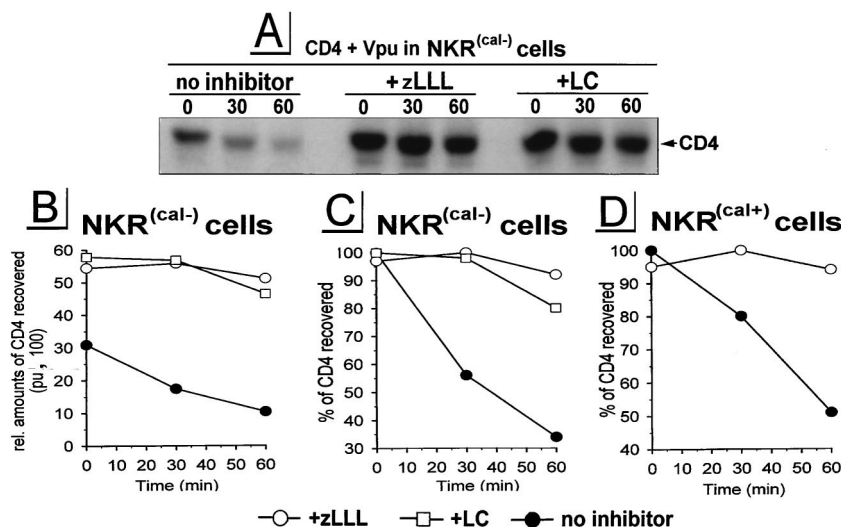 A CD4 + Vpu in NKR(cal-) cells
no inhibitor +zLLL +LC
0 30 60 0 30 60 0 30 60
CD4
B NKR(cal-) cells
rel. amounts of CD4 recovered
(pu, 100)
60
50
40
30
20
10
0
0 10 20 30 40 50 60
Time (min)
C NKR(cal-) cells
% of CD4 recovered
100
90
80
70
60
50
40
30
0 10 20 30 40 50 60
Time (min)
D NKR(cal+) cells
% of CD4 recovered
100
90
80
70
60
50
40
0 10 20 30 40 50 60
Time (min)
+zLLL +LC no inhibitor